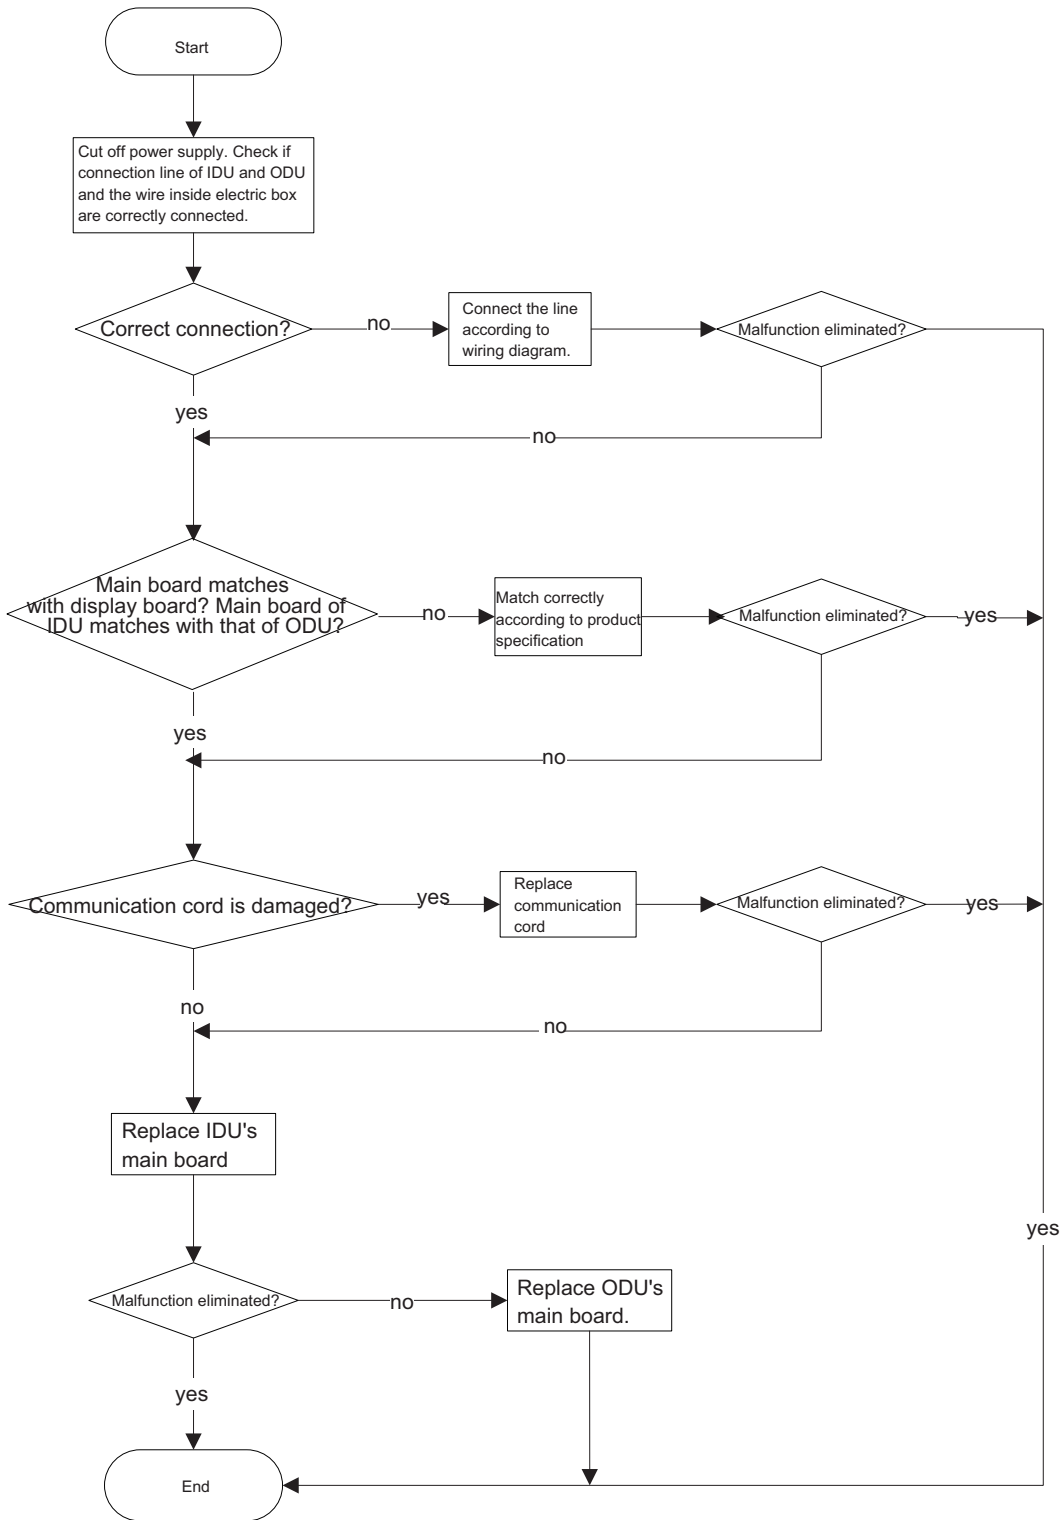 Start
Cut off power supply. Check if
connection line of IDU and ODU
and the wire inside electric box
are correctly connected.
Correct connection?
no
Connect the line
according to
wiring diagram.
Malfunction eliminated?
yes
no
Main board matches
with display board? Main board of
IDU matches with that of ODU?
no
Match correctly
according to product
specification
Malfunction eliminated?
yes
yes
no
Communication cord is damaged?
yes
Replace
communication
cord
Malfunction eliminated?
yes
no
no
Replace IDU's
main board
yes
Malfunction eliminated?
no
Replace ODU's
main board.
yes
End